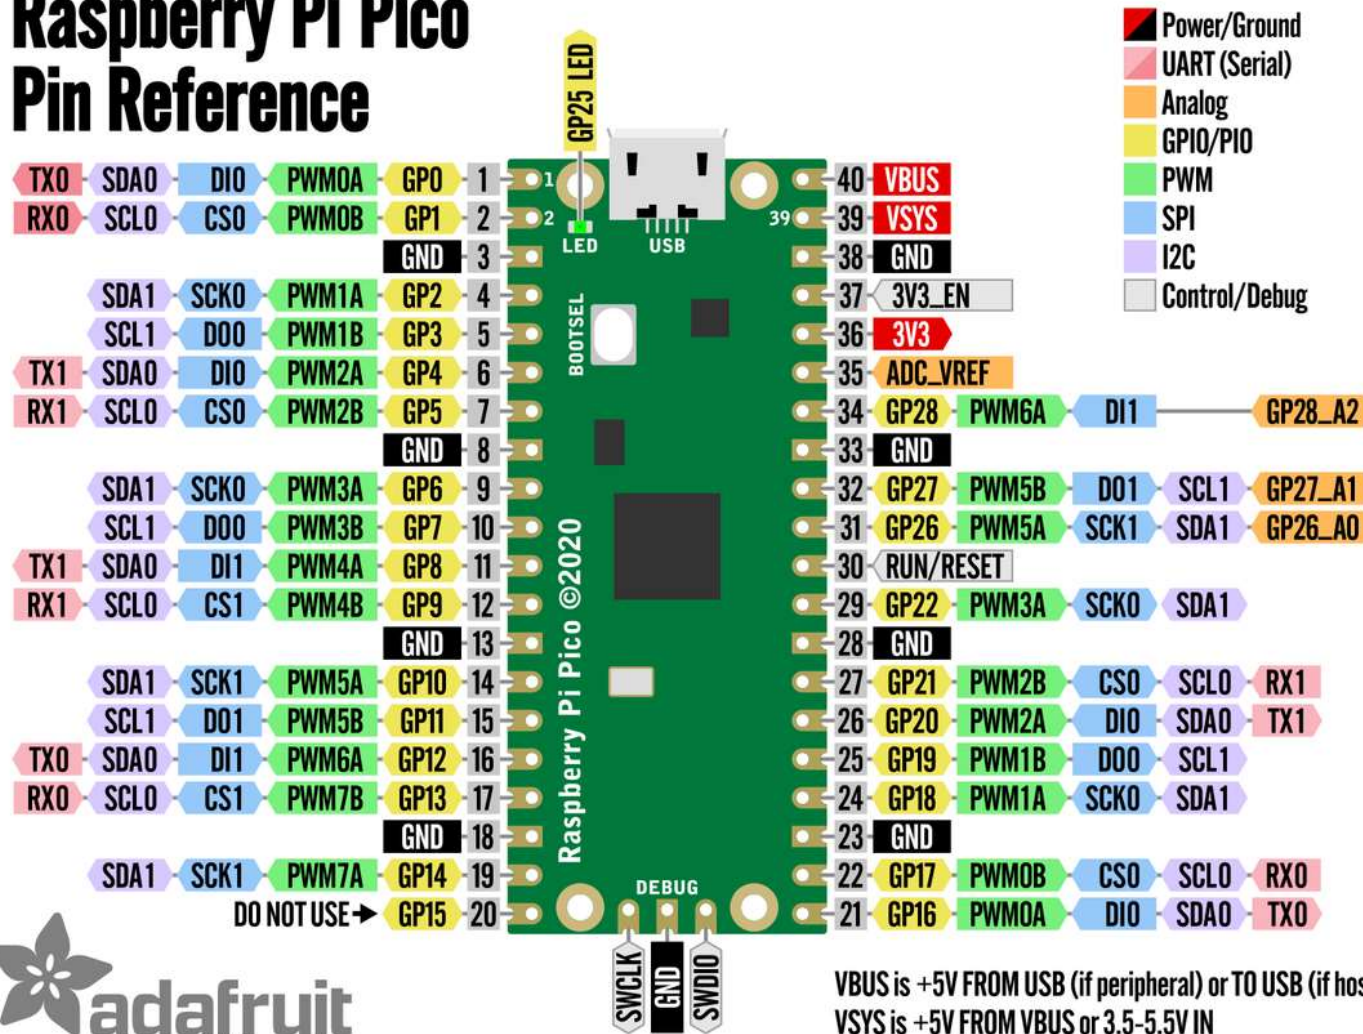 Raspberry Pi Pico
Pin Reference
GP25 LED
Power/Ground
UART (Serial)
Analog
GPIO/PIO
PWM
SPI
I2C
Control/Debug
TX0 SDA0 DI0 PWM0A GP0 1 1 40 VBUS
RX0 SCL0 CS0 PWM0B GP1 2 2 39 39 VSYS
LED USB
GND 3 38 GND
SDA1 SCK0 PWM1A GP2 4 37 3V3_EN
BOOTSEL
SCL1 DO0 PWM1B GP3 5 36 3V3
TX1 SDA0 DI0 PWM2A GP4 6 35 ADC_VREF
RX1 SCL0 CS0 PWM2B GP5 7 34 GP28 PWM6A DI1 GP28_A2
GND 8 33 GND
SDA1 SCK0 PWM3A GP6 9 32 GP27 PWM5B DO1 SCL1 GP27_A1
SCL1 DO0 PWM3B GP7 10 31 GP26 PWM5A SCK1 SDA1 GP26_A0
TX1 SDA0 DI1 PWM4A GP8 11 30 RUN/RESET
RX1 SCL0 CS1 PWM4B GP9 12 29 GP22 PWM3A SCK0 SDA1
GND 13 28 GND
Raspberry Pi Pico ©2020
SDA1 SCK1 PWM5A GP10 14 27 GP21 PWM2B CS0 SCL0 RX1
SCL1 DO1 PWM5B GP11 15 26 GP20 PWM2A DI0 SDA0 TX1
TX0 SDA0 DI1 PWM6A GP12 16 25 GP19 PWM1B DO0 SCL1
RX0 SCL0 CS1 PWM7B GP13 17 24 GP18 PWM1A SCK0 SDA1
GND 18 23 GND
SDA1 SCK1 PWM7A GP14 19 22 GP17 PWM0B CS0 SCL0 RX0
DEBUG
DO NOT USE→ GP15 20 21 GP16 PWM0A DI0 SDA0 TX0
SWCLK GND SWDIO
adafruit
VBUS is +5V FROM USB (if peripheral) or TO USB (if hos
VSYS is +5V FROM VBUS or 3.5-5.5V IN